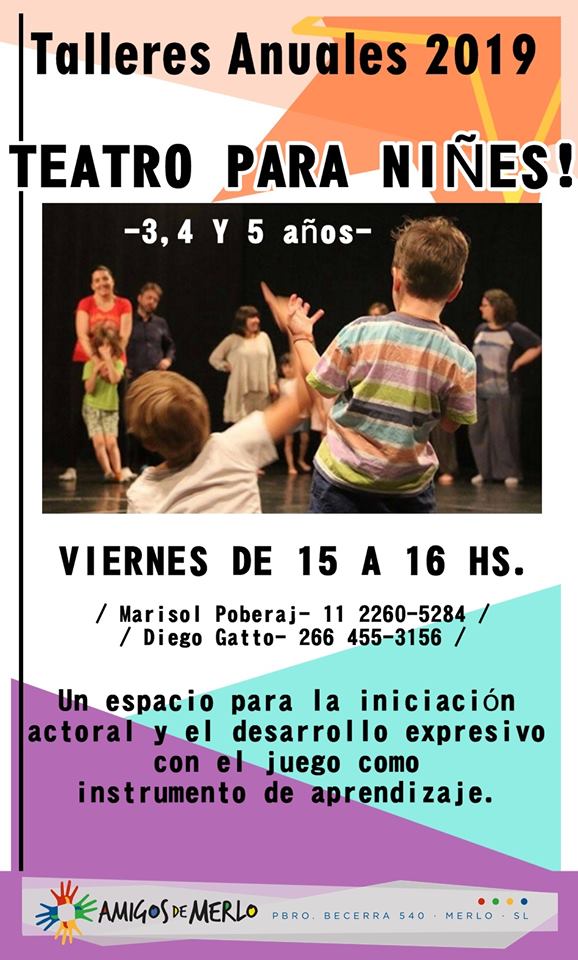 Talleres Anuales 2019
TEATRO PARA NIÑES!
-3,4 Y 5 años-
VIERNES DE 15 A 16 HS.
/ Marisol Poberaj- 11 2260-5284 /
/ Diego Gatto- 266 455-3156 /
Un espacio para la iniciación
actoral y el desarrollo expresivo
con el juego como
instrumento de aprendizaje.
AMIGOS DE MERLO
PBRO. BECERRA 540 · MERLO · SL